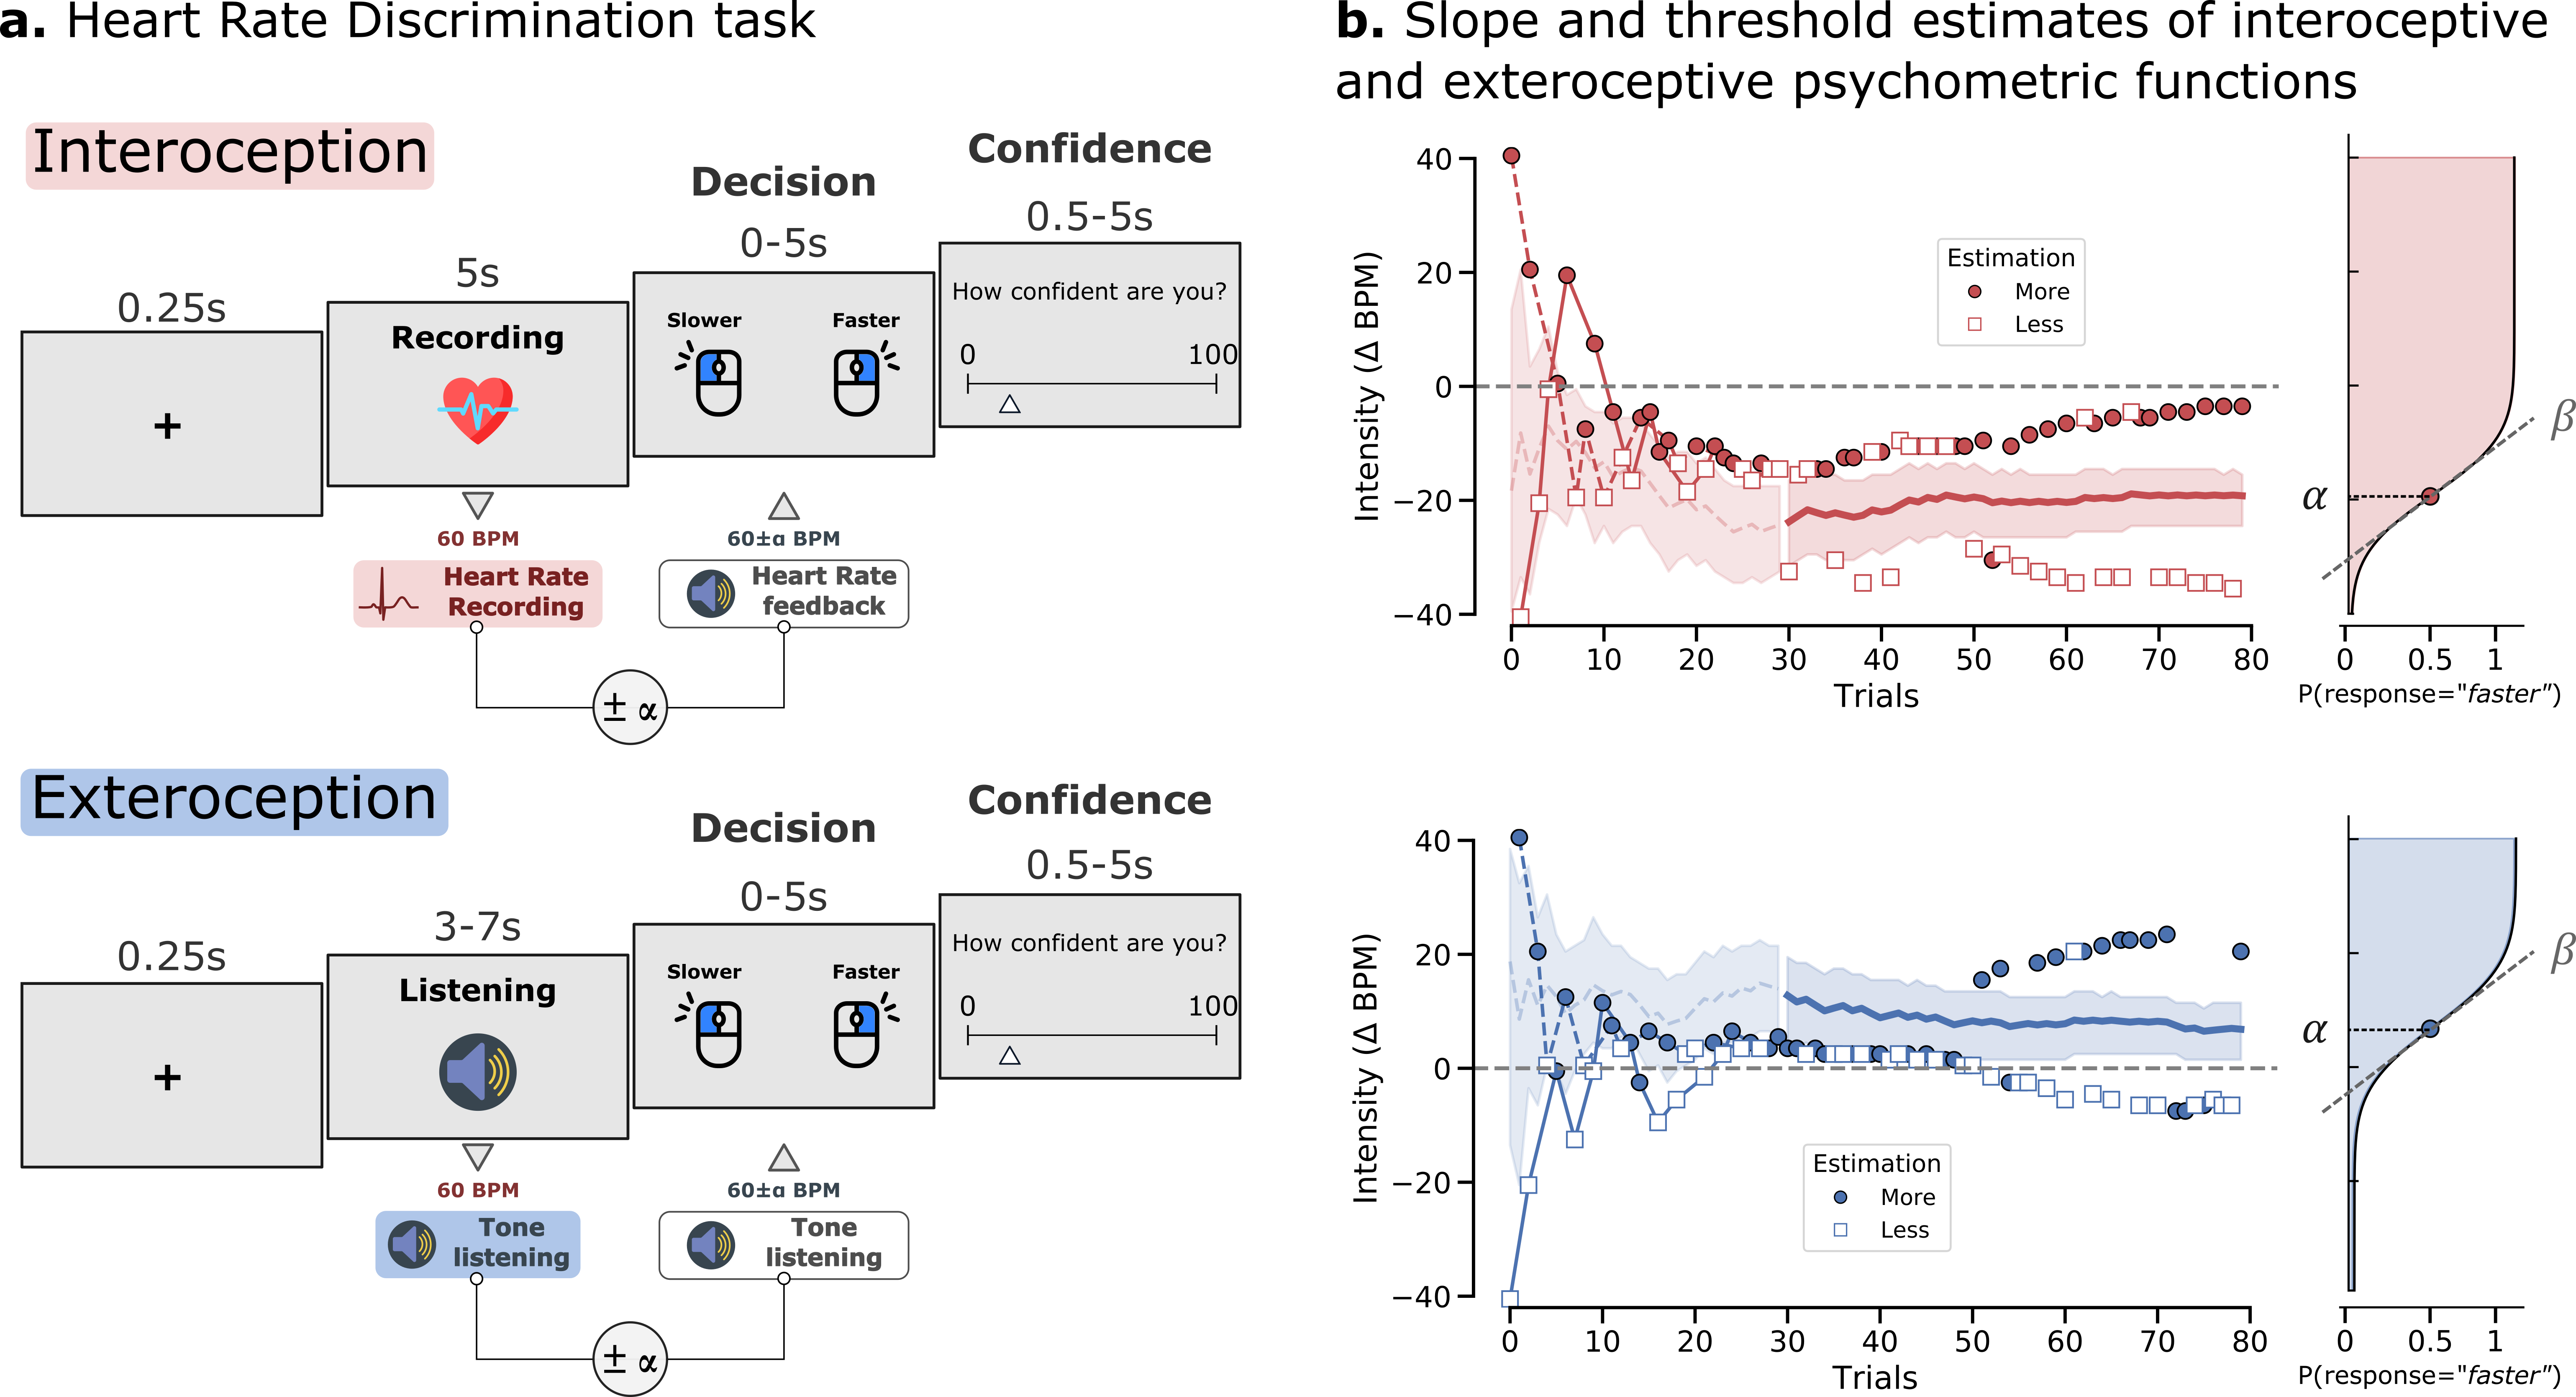 a. Heart Rate Discrimination task
Interoception
0.25s
+
5s
Recording
60 BPM
Heart Rate
Recording
Decision
0-5s
Slower
Faster
60±α BPM
Heart Rate
feedback
Confidence
0.5-5s
How confident are you?
0
100
± α
Exteroception
0.25s
+
3-7s
Listening
60 BPM
Tone
listening
Decision
0-5s
Slower
Faster
60±α BPM
Tone
listening
Confidence
0.5-5s
How confident are you?
0
100
± α
b. Slope and threshold estimates of interoceptive
and exteroceptive psychometric functions
Intensity (Δ BPM)
40
20
0
−20
−40
Estimation
More
Less
0 10 20 30 40 50 60 70 80
Trials
α
β
0 0.5 1
P(response="faster")
Intensity (Δ BPM)
40
20
0
−20
−40
Estimation
More
Less
0 10 20 30 40 50 60 70 80
Trials
α
β
0 0.5 1
P(response="faster")